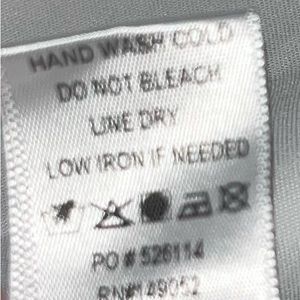 HAND WASH COLD
DO NOT BLEACH
LINE DRY
LOW IRON IF NEEDED
PO # 526114
RN#149052